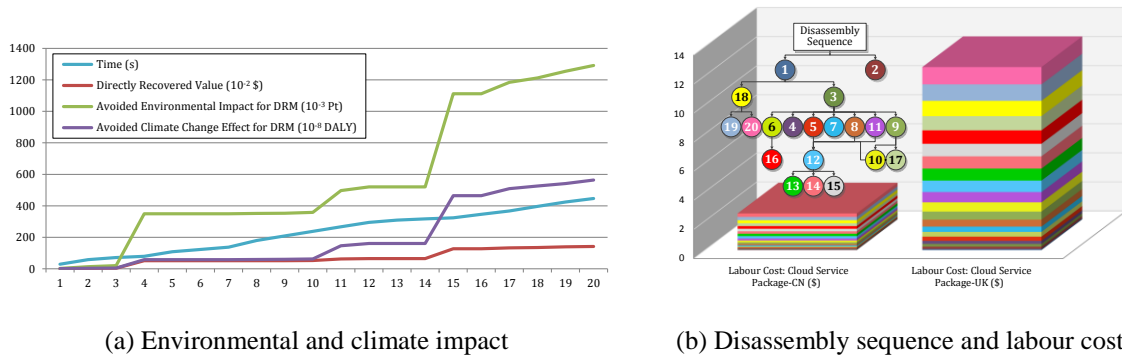 1400
1200
1000
800
600
400
200
0
Time (s)
Directly Recovered Value (10⁻² $)
Avoided Environmental Impact for DRM (10⁻³ Pt)
Avoided Climate Change Effect for DRM (10⁻⁸ DALY)
1 2 3 4 5 6 7 8 9 10 11 12 13 14 15 16 17 18 19 20
(a) Environmental and climate impact
14
12
10
8
6
4
2
0
Disassembly
Sequence
1 2
18 3
19 20 6 4 5 7 8 11 9
16 12 10 17
13 14 15
Labour Cost: Cloud Service
Package-CN ($)
Labour Cost: Cloud Service
Package-UK ($)
(b) Disassembly sequence and labour cost